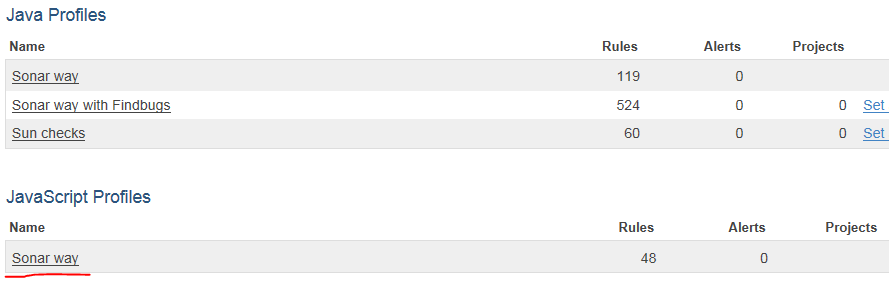 Java Profiles
Name Rules Alerts Projects
Sonar way 119 0
Sonar way with Findbugs 524 0 0 Set
Sun checks 60 0 0 Set
JavaScript Profiles
Name Rules Alerts Projects
Sonar way 48 0